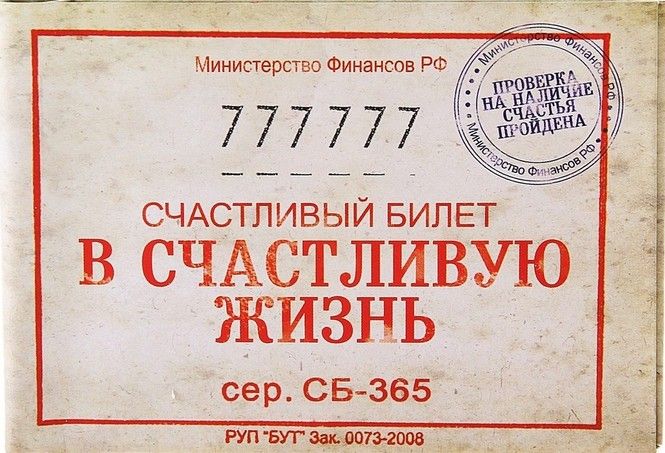 Министерство Финансов РФ
777777
СЧАСТЛИВЫЙ БИЛЕТ
В СЧАСТЛИВУЮ
ЖИЗНЬ
сер. СБ-365
РУП "БУТ" Зак. 0073-2008
Министерство Финансов РФ
ПРОВЕРКА
НА НАЛИЧИЕ
СЧАСТЬЯ
ПРОЙДЕНА
Министерство Финансов РФ